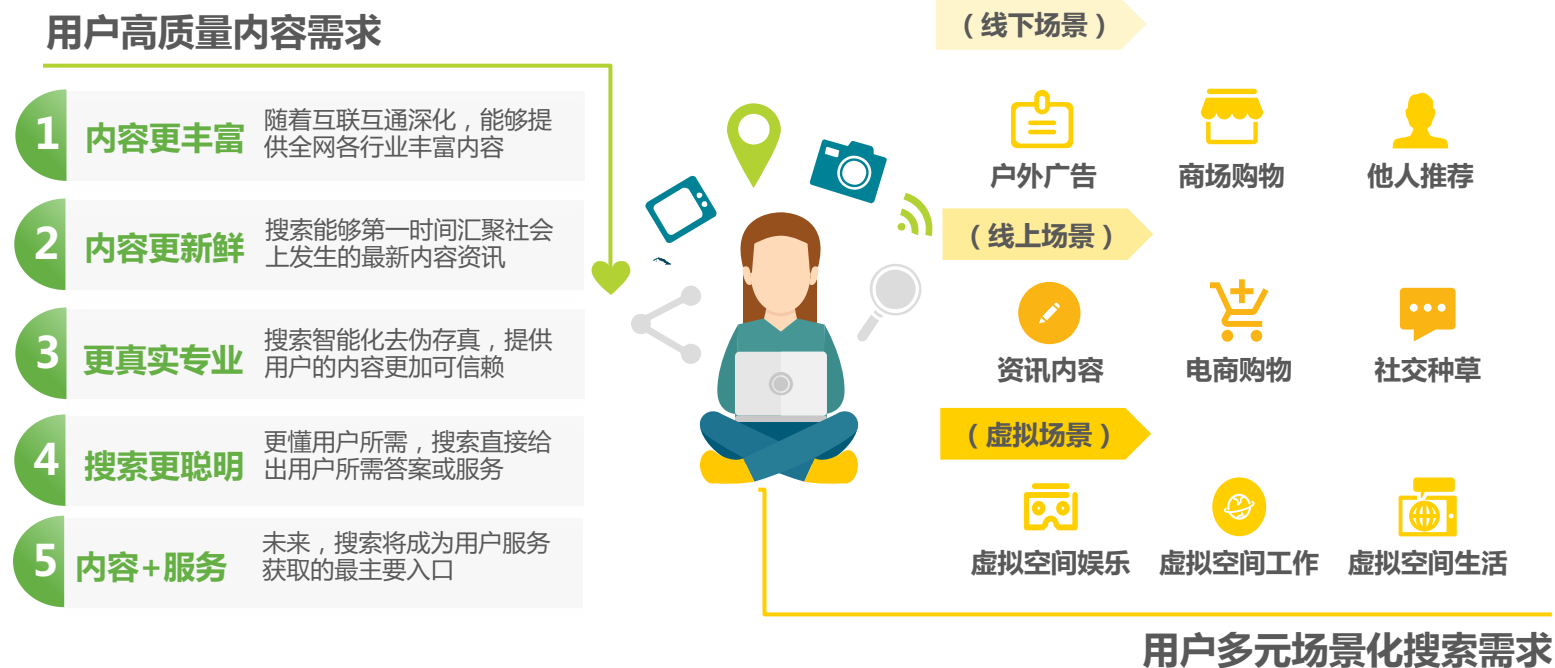 用户高质量内容需求
1
内容更丰富
随着互联互通深化，能够提
供全网各行业丰富内容
2
内容更新鲜
搜索能够第一时间汇聚社会
上发生的最新内容资讯
3
更真实专业
搜索智能化去伪存真，提供
用户的内容更加可信赖
4
搜索更聪明
更懂用户所需，搜索直接给
出用户所需答案或服务
5
内容+服务
未来，搜索将成为用户服务
获取的最主要入口
（线下场景）
户外广告
商场购物
他人推荐
（线上场景）
资讯内容
电商购物
社交种草
（虚拟场景）
虚拟空间娱乐
虚拟空间工作
虚拟空间生活
用户多元场景化搜索需求